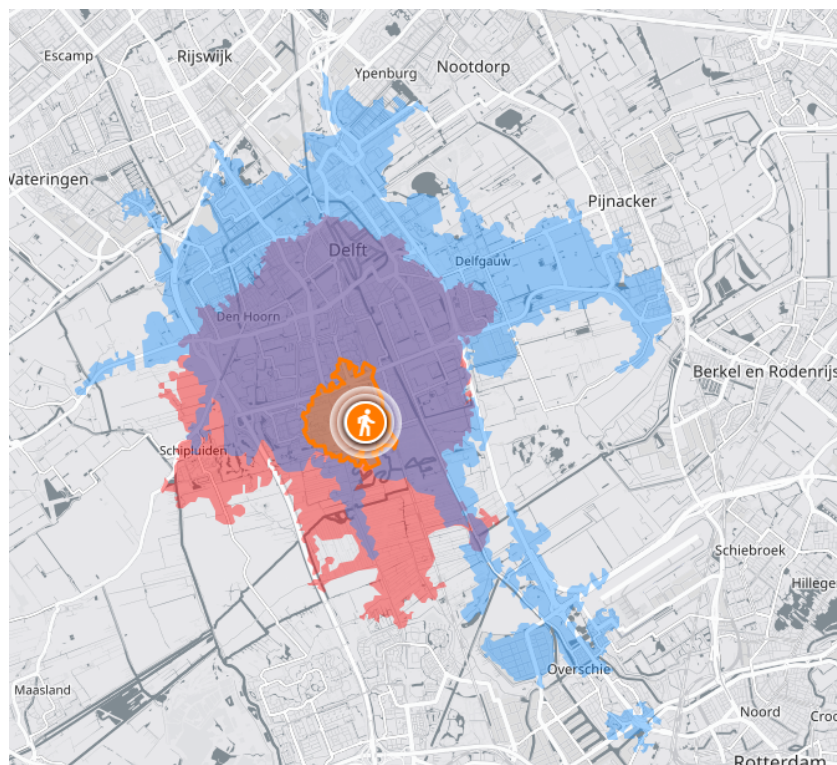 Escamp
Rijswijk
Ypenburg
Nootdorp
Wateringen
Pijnacker
Delft
Delfgauw
Den Hoorn
Berkel en Rodenrijs
Schipluiden
Schiebroek
Hillege
Overschie
Maasland
Noord
Croo
Rotterdam